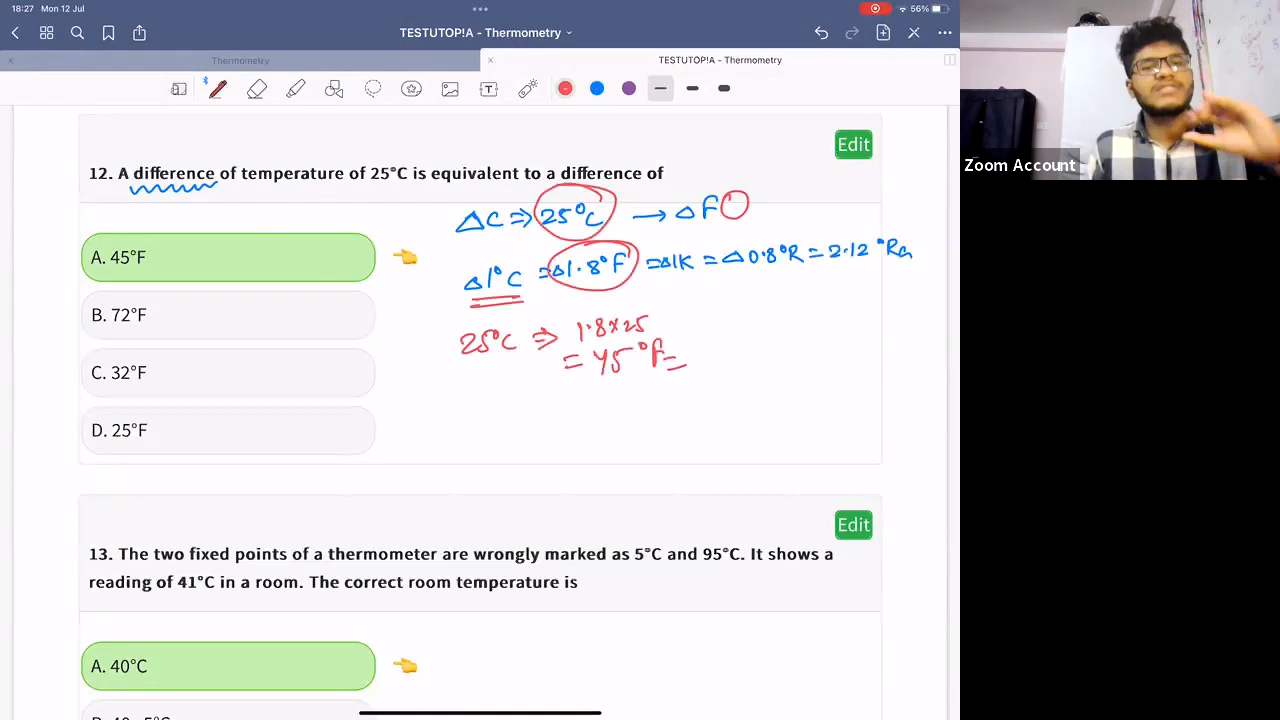 18:27 Mon 12 Jul
56%
TESTUTOP!A - Thermometry
Thermometry
TESTUTOP!A - Thermometry
Edit
12. A difference of temperature of 25°C is equivalent to a difference of
ΔC ⇒ 25°C → ΔF
A. 45°F
Δ1°C = Δ1.8°F = Δ1K = Δ0.8°R = 2.12 °Ra
B. 72°F
25°C ⇒ 1.8×25
= 45°F
C. 32°F
D. 25°F
Edit
13. The two fixed points of a thermometer are wrongly marked as 5°C and 95°C. It shows a
reading of 41°C in a room. The correct room temperature is
A. 40°C
Zoom Account